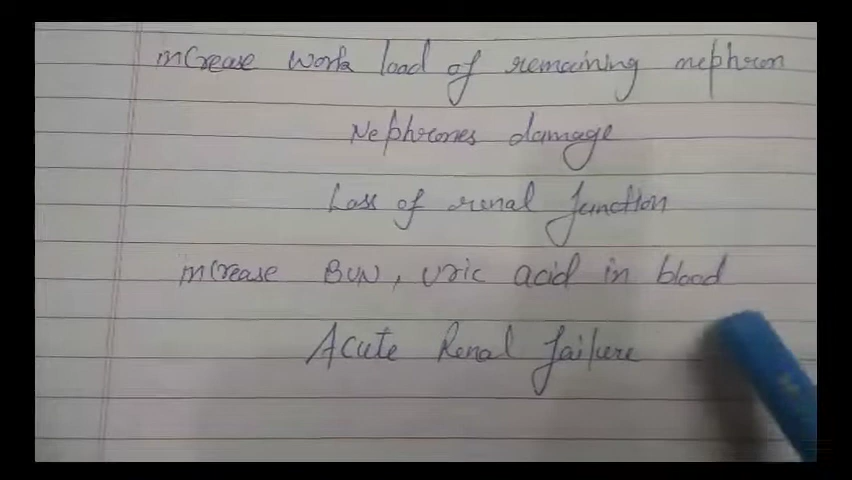 increase work load of remaining nephron
Nephrones damage
Loss of renal function
increase BUN, uric acid in blood
Acute Renal failure